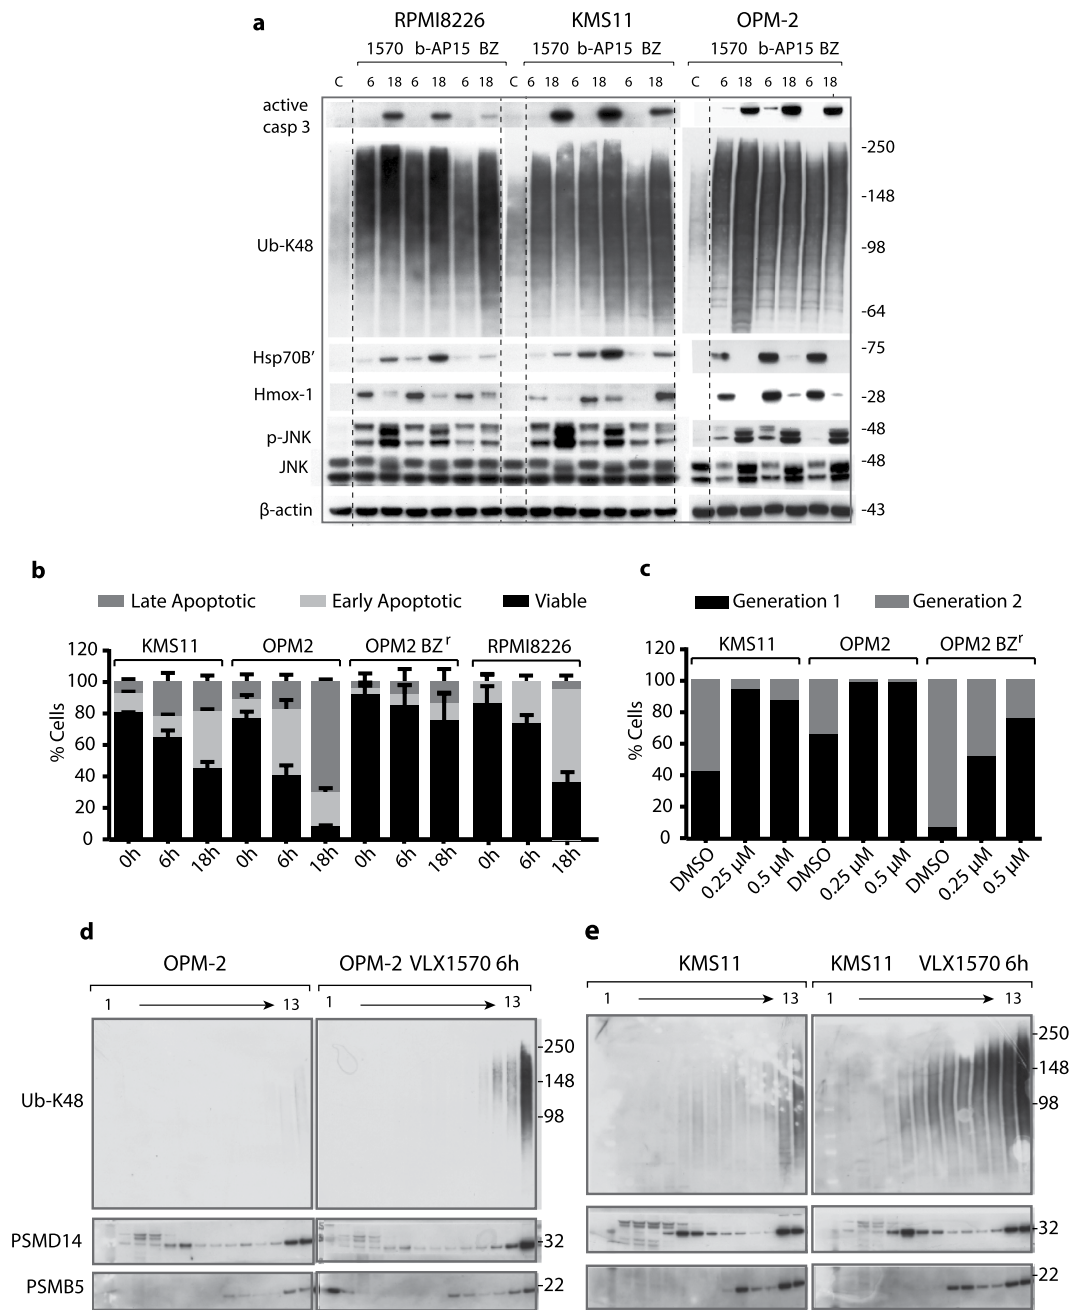 a
RPMI8226 KMS11 OPM-2
1570 b-AP15 BZ 1570 b-AP15 BZ 1570 b-AP15 BZ
C 6 18 6 18 6 18 C 6 18 6 18 6 18 C 6 18 6 18 6 18
active
casp 3
-250
-148
Ub-K48 -98
-64
-75
Hsp70B′
Hmox-1 -28
-48
p-JNK
JNK -48
β-actin -43
b
Late Apoptotic Early Apoptotic Viable
KMS11 OPM2 OPM2 BZr RPMI8226
120
100
80
60
40
20
0
% Cells
0h 6h 18h 0h 6h 18h 0h 6h 18h 0h 6h 18h
c
Generation 1 Generation 2
KMS11 OPM2 OPM2 BZr
120
100
80
60
40
20
0
% Cells
DMSO 0.25 µM 0.5 µM DMSO 0.25 µM 0.5 µM DMSO 0.25 µM 0.5 µM
d
OPM-2 OPM-2 VLX1570 6h
1 13 1 13
-250
-148
Ub-K48 -98
PSMD14 -32
PSMB5 -22
e
KMS11 KMS11 VLX1570 6h
1 13 1 13
-250
-148
-98
-32
-22